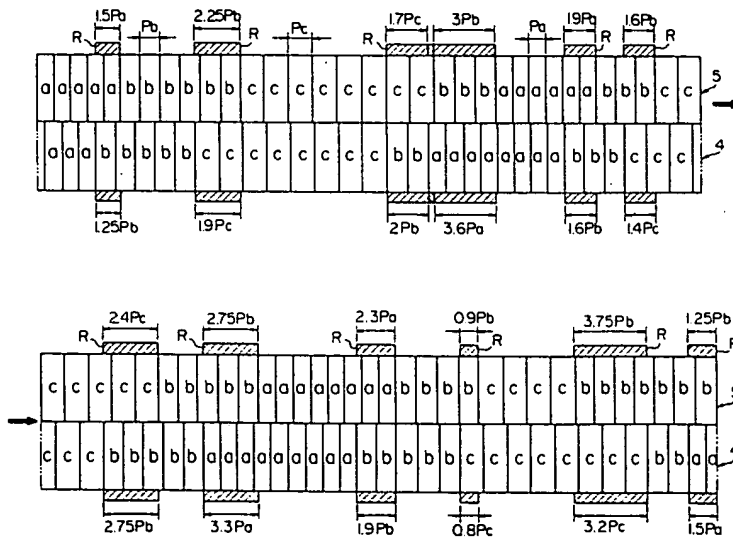 1.5Pa Pb 2.25Pb Pc 1.7Pc 3Pb Pa 1.9Pa 1.6Pb
R R R R R
a a a a a b b b b b b c c c c c c c c b b b a a a a a a b b b c c 5
a a a b b b b b c c c c c c c c b b a a a a a a a a b b b c c c 4
1.25Pb 1.9Pc 2Pb 3.6Pa 1.6Pb 1.4Pc
2.4Pc 2.75Pb 2.3Pa 0.9Pb 3.75Pb 1.25Pb
R R R R R
c c c c c b b b b b a a a a a a a a b b b b c c c c b b b b b b b
c c c b b b b b a a a a a a a a a b b b b b c c c c c c c c b b a a
2.75Pb 3.3Pa 1.9Pb 0.8Pc 3.2Pc 1.5Pa